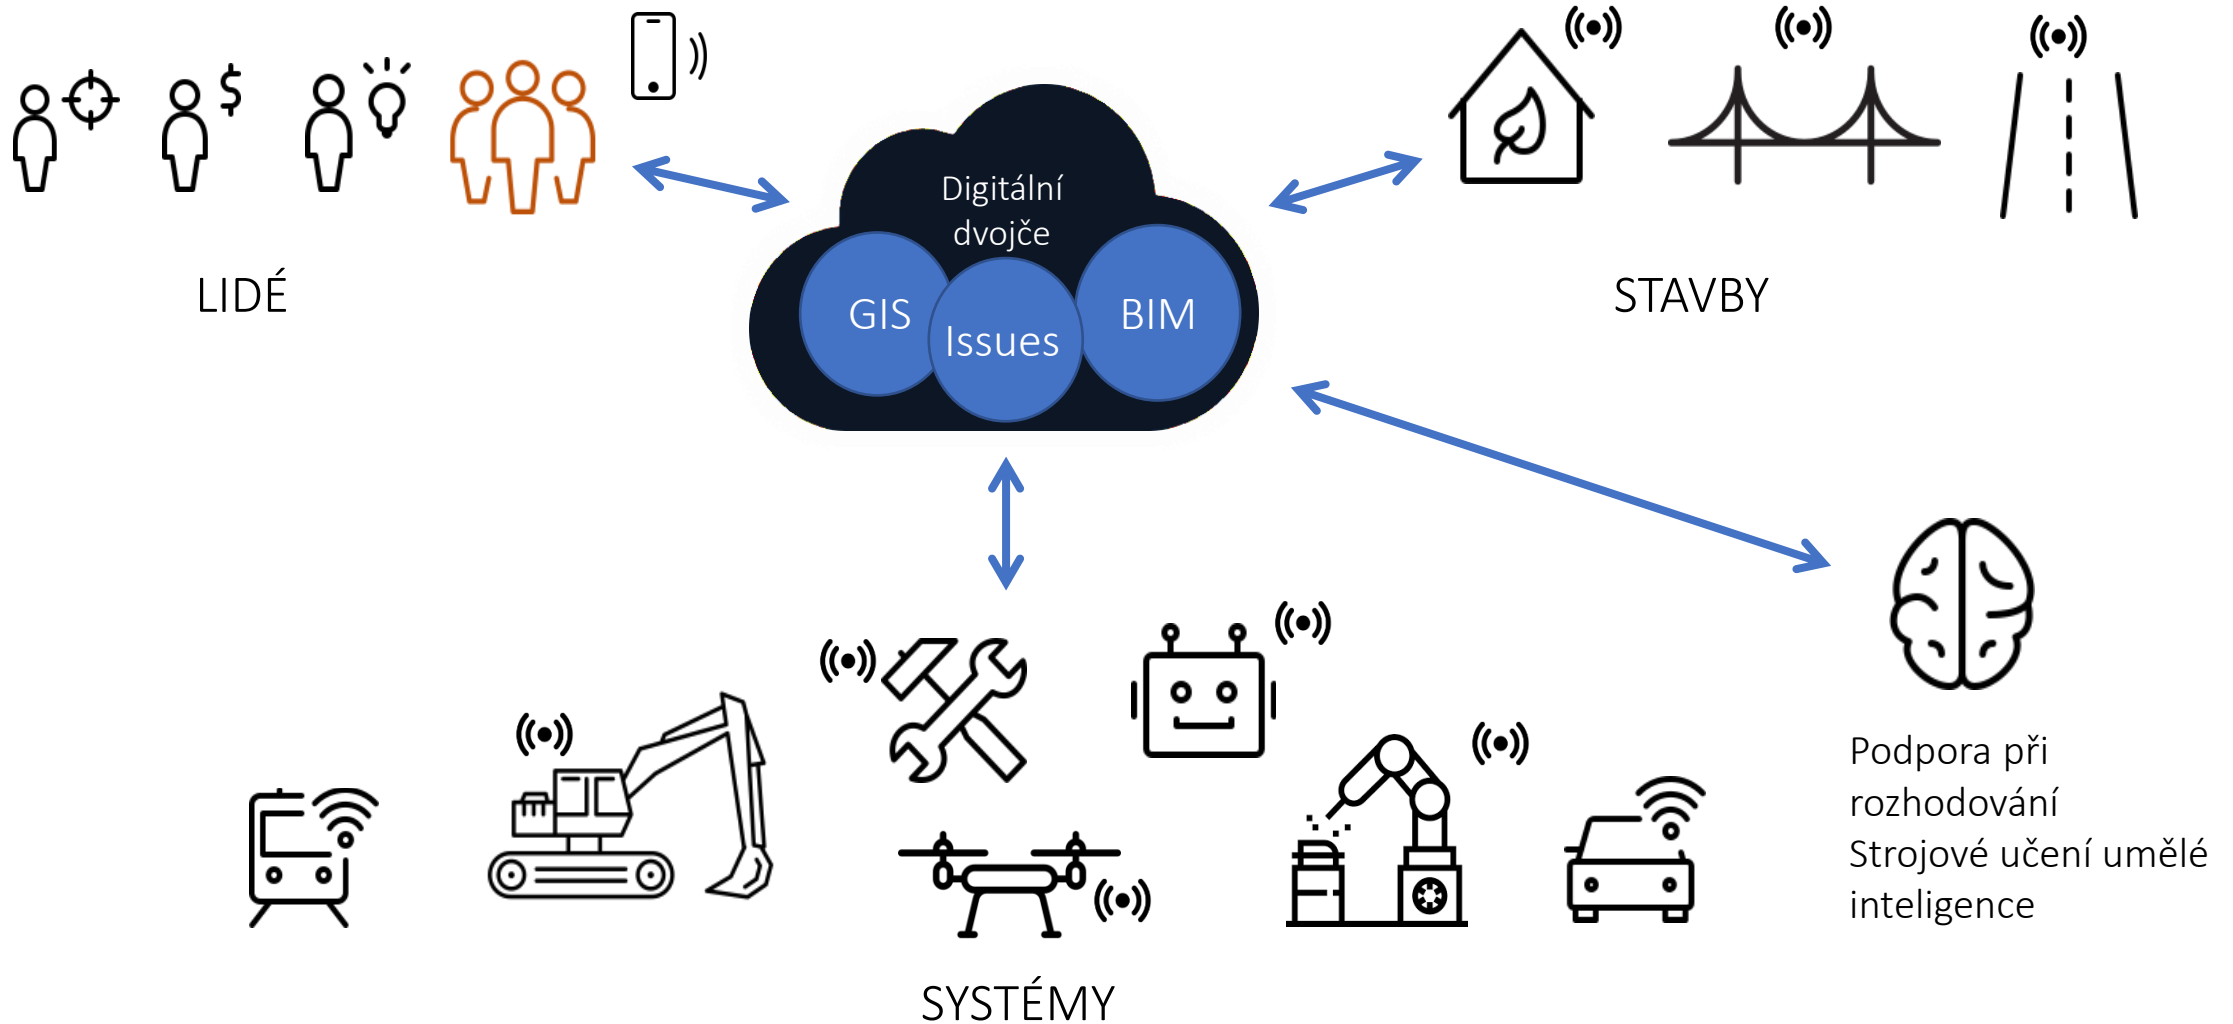 Digitální
dvojče
GIS
Issues
BIM
LIDÉ
STAVBY
Podpora při
rozhodování
Strojové učení umělé
inteligence
SYSTÉMY